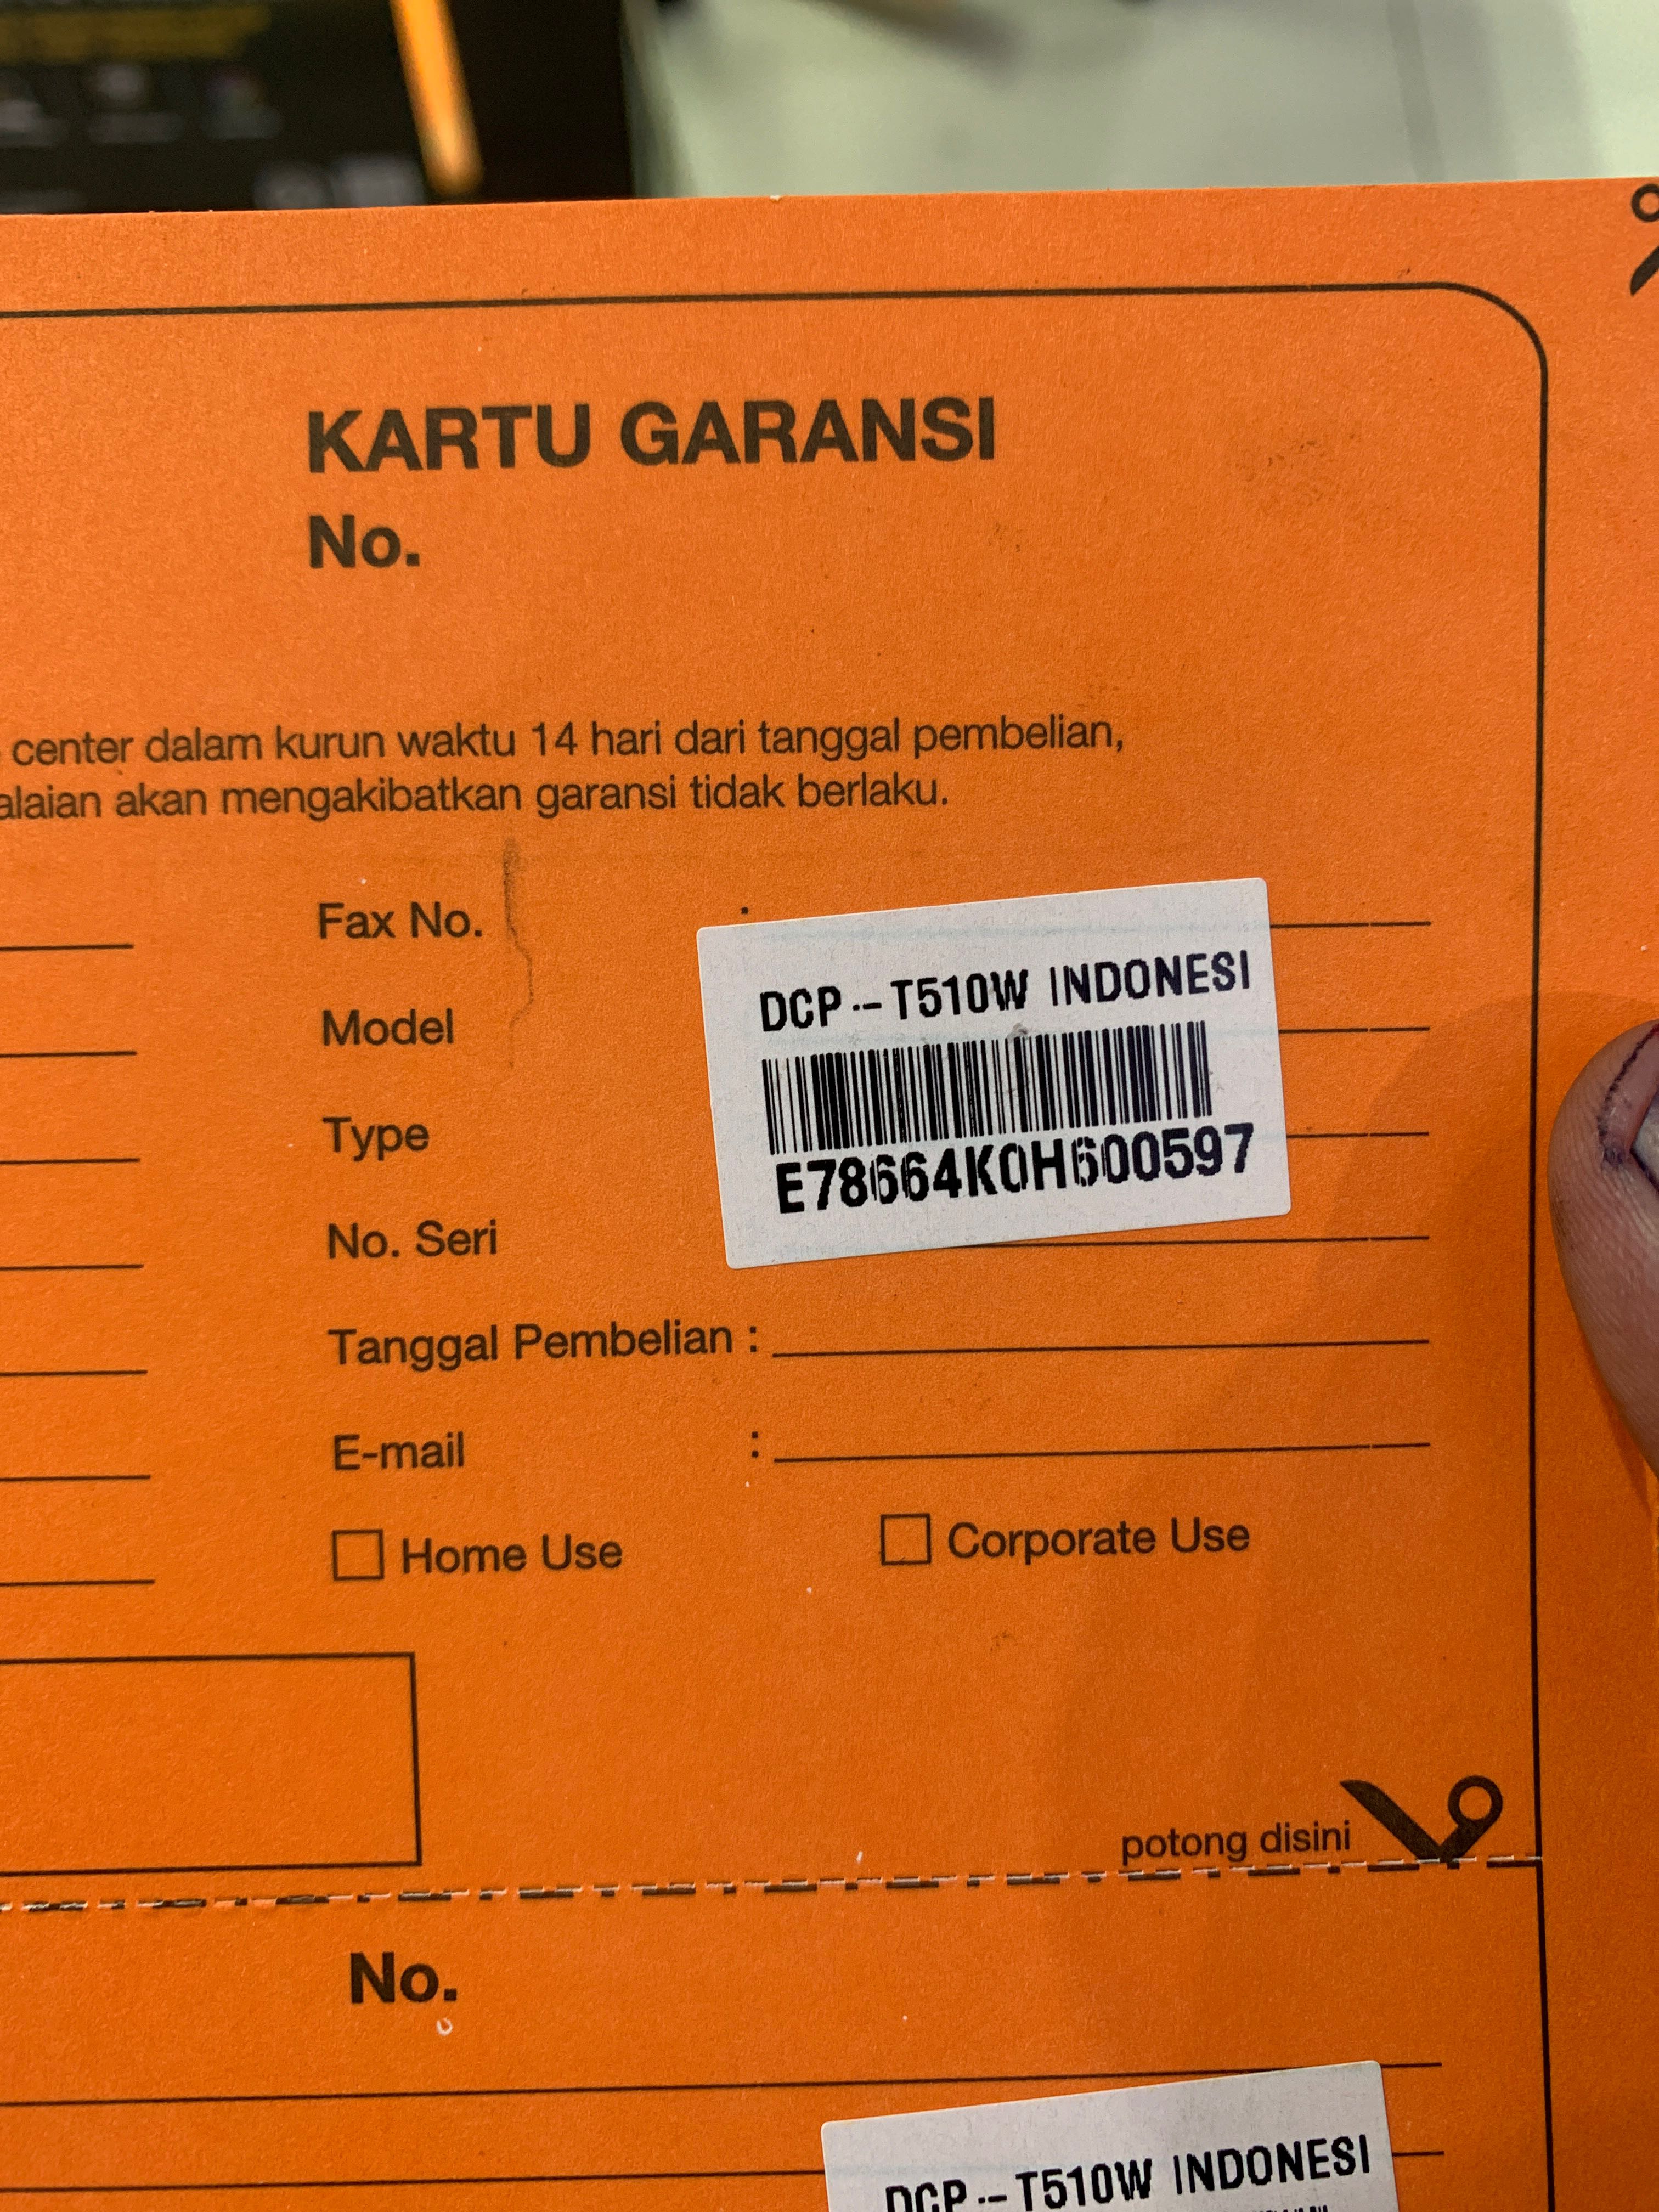 KARTU GARANSI
No.
center dalam kurun waktu 14 hari dari tanggal pembelian,
akan mengakibatkan garansi tidak berlaku.
Fax No. :
DCP-T510W INDONESI
Model
Type
E78664K0H600597
No. Seri
Tanggal Pembelian :
E-mail :
Home Use Corporate Use
potong disini
No.
DCP-T510W INDONESI